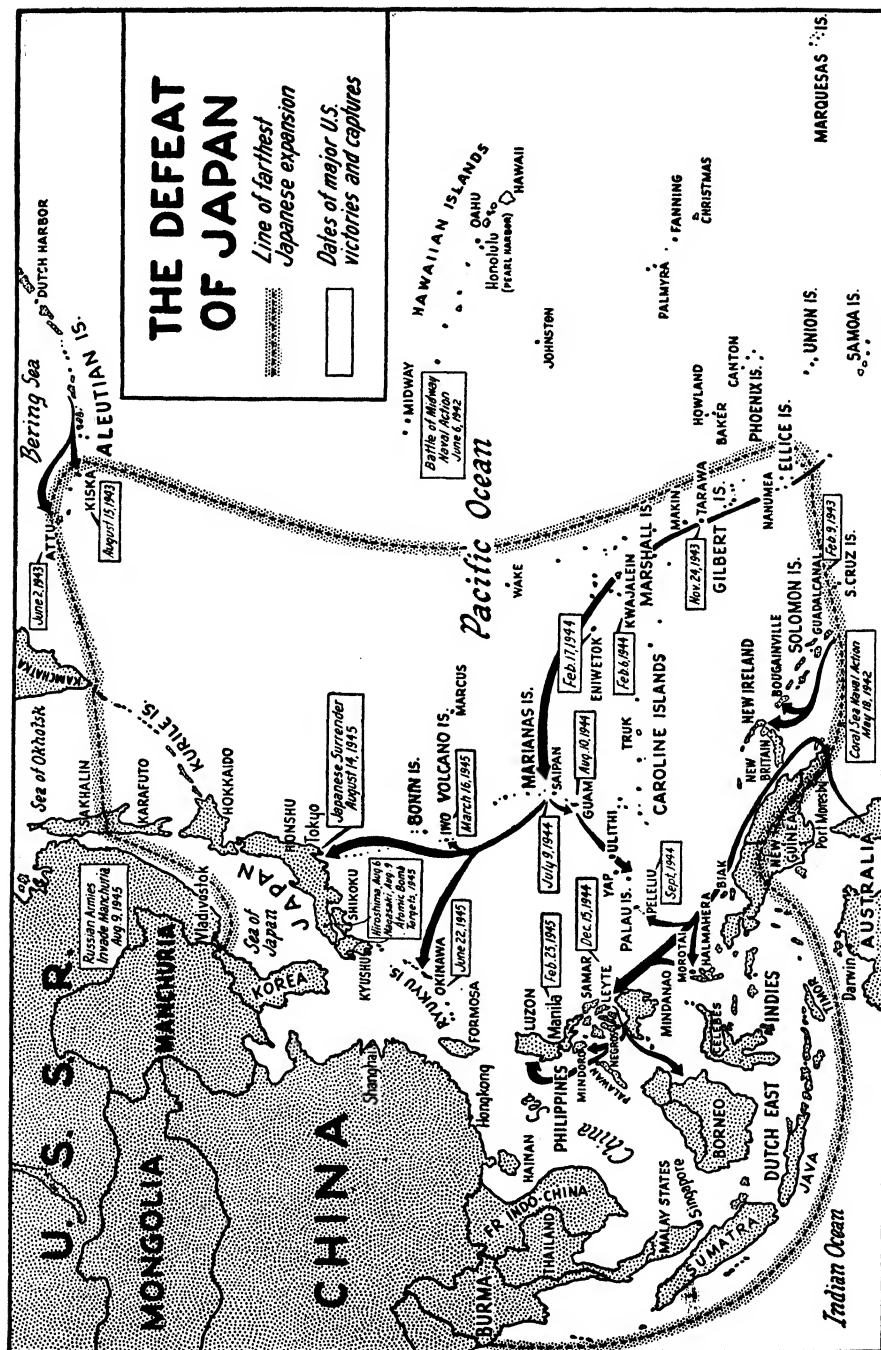 THE DEFEAT
OF JAPAN
Line of farthest
Japanese expansion
Dates of major U.S.
victories and captures
U. S. S. R.
MONGOLIA
MANCHURIA
CHINA
Russian Armies
Invade Manchuria
Aug. 9, 1945
Vladivostok
Sea of Okhotsk
SAKHALIN
KARAFUTO
KAMCHATKA
KURILE IS.
HOKKAIDO
Sea of
Japan
JAPAN
HONSHU
Tokyo
SHIKOKU
KYUSHU
KOREA
Japanese Surrender
August 14, 1945
Hiroshima, Aug 6
Nagasaki, Aug. 9
Atomic Bomb
Targets, 1945
Bering Sea
DUTCH HARBOR
ALEUTIAN IS.
ATTU
June 2, 1943
KISKA
August 15, 1943
Pacific Ocean
MIDWAY
Battle of Midway
Naval Action
June 6, 1942
HAWAIIAN ISLANDS
OAHU
Honolulu
(PEARL HARBOR)
HAWAII
JOHNSTON
WAKE
MARCUS
BONIN IS.
IWO VOLCANO IS.
March 16, 1945
RYUKYU IS.
OKINAWA
June 22, 1945
FORMOSA
Shanghai
Hongkong
HAINAN
China Sea
FR INDO-CHINA
THAILAND
BURMA
MALAY STATES
Singapore
SUMATRA
Indian Ocean
JAVA
DUTCH EAST INDIES
BORNEO
CELEBES
TIMOR
PHILIPPINES
LUZON
Manila
Feb. 25, 1945
MINDORO
SAMAR
LEYTE
Dec. 15, 1944
NEGROS
PALAWAN
MINDANAO
MOROTAI
HALMAHERA
BIAK
PALAU IS.
PELELIU
Sept. 1944
YAP
ULITHI
MARIANAS IS.
SAIPAN
July 9, 1944
GUAM
Aug. 10, 1944
TRUK
CAROLINE ISLANDS
ENIWETOK
Feb. 17, 1944
KWAJALEIN
Feb. 6, 1944
MARSHALL IS.
MAKIN
TARAWA
Nov. 24, 1943
GILBERT IS.
NANUMEA
ELLICE IS.
HOWLAND
BAKER
CANTON
PHOENIX IS.
PALMYRA
FANNING
CHRISTMAS
UNION IS.
SAMOA IS.
MARQUESAS IS.
NEW IRELAND
NEW
BRITAIN
BOUGAINVILLE
SOLOMON IS.
GUADALCANAL
Feb. 9, 1943
S. CRUZ IS.
Coral Sea Naval Action
NEW
GUINEA
Port Moresby
Darwin
AUSTRALIA